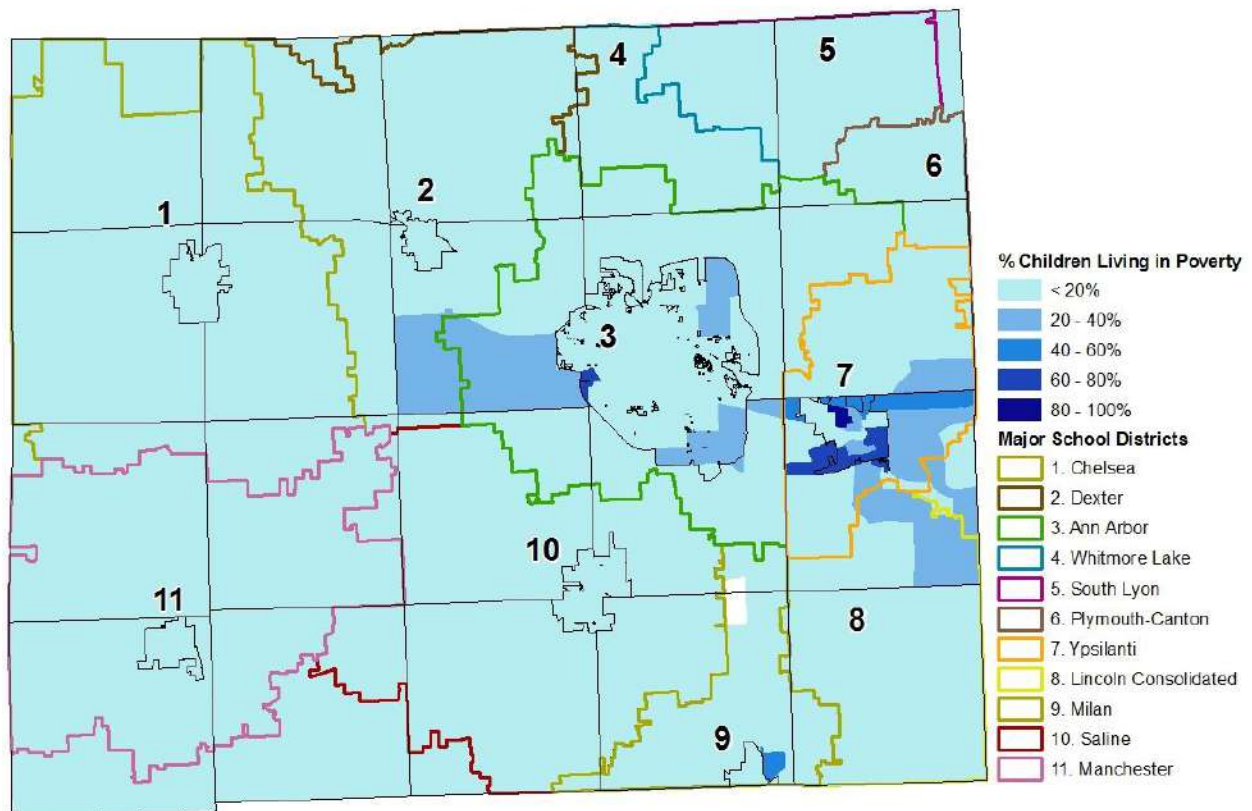 4
5
6
2
1
3
7
10
11
8
9
% Children Living in Poverty
< 20%
20 - 40%
40 - 60%
60 - 80%
80 - 100%
Major School Districts
1. Chelsea
2. Dexter
3. Ann Arbor
4. Whitmore Lake
5. South Lyon
6. Plymouth-Canton
7. Ypsilanti
8. Lincoln Consolidated
9. Milan
10. Saline
11. Manchester